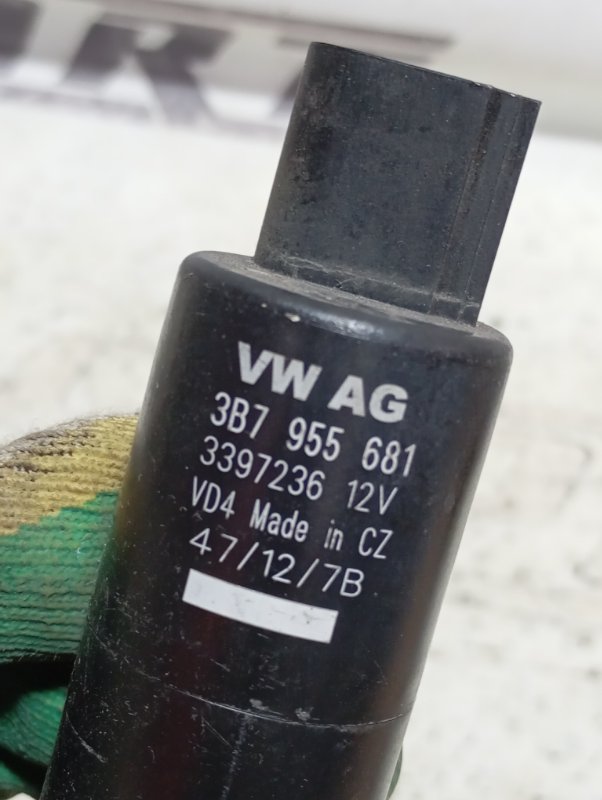 VW AG
3B7 955 681
3397236 12V
VD4 Made in CZ
47/12/7B